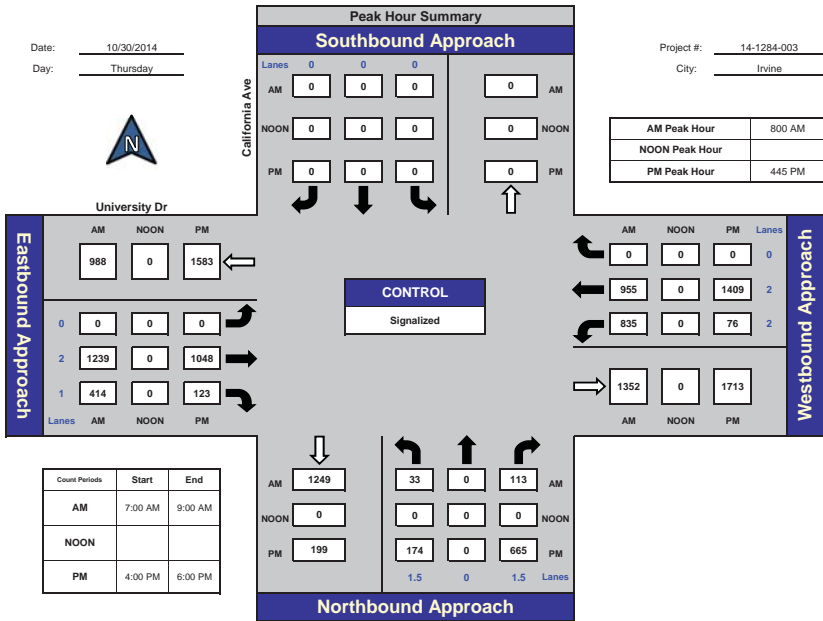 Peak Hour Summary
Southbound Approach
Date: 10/30/2014
Day: Thursday
Project #: 14-1284-003
City: Irvine
California Ave
Lanes 0 0 0
AM 0 0 0 0 AM
NOON 0 0 0 0 NOON
PM 0 0 0 0 PM
N
AM Peak Hour 800 AM
NOON Peak Hour
PM Peak Hour 445 PM
University Dr
Eastbound Approach
AM NOON PM
988 0 1583
0 0 0 0
2 1239 0 1048
1 414 0 123
Lanes AM NOON PM
CONTROL
Signalized
Westbound Approach
AM NOON PM Lanes
0 0 0 0
955 0 1409 2
835 0 76 2
1352 0 1713
AM NOON PM
Count Periods Start End
AM 7:00 AM 9:00 AM
NOON
PM 4:00 PM 6:00 PM
AM 1249 33 0 113 AM
NOON 0 0 0 0 NOON
PM 199 174 0 665 PM
1.5 0 1.5 Lanes
Northbound Approach